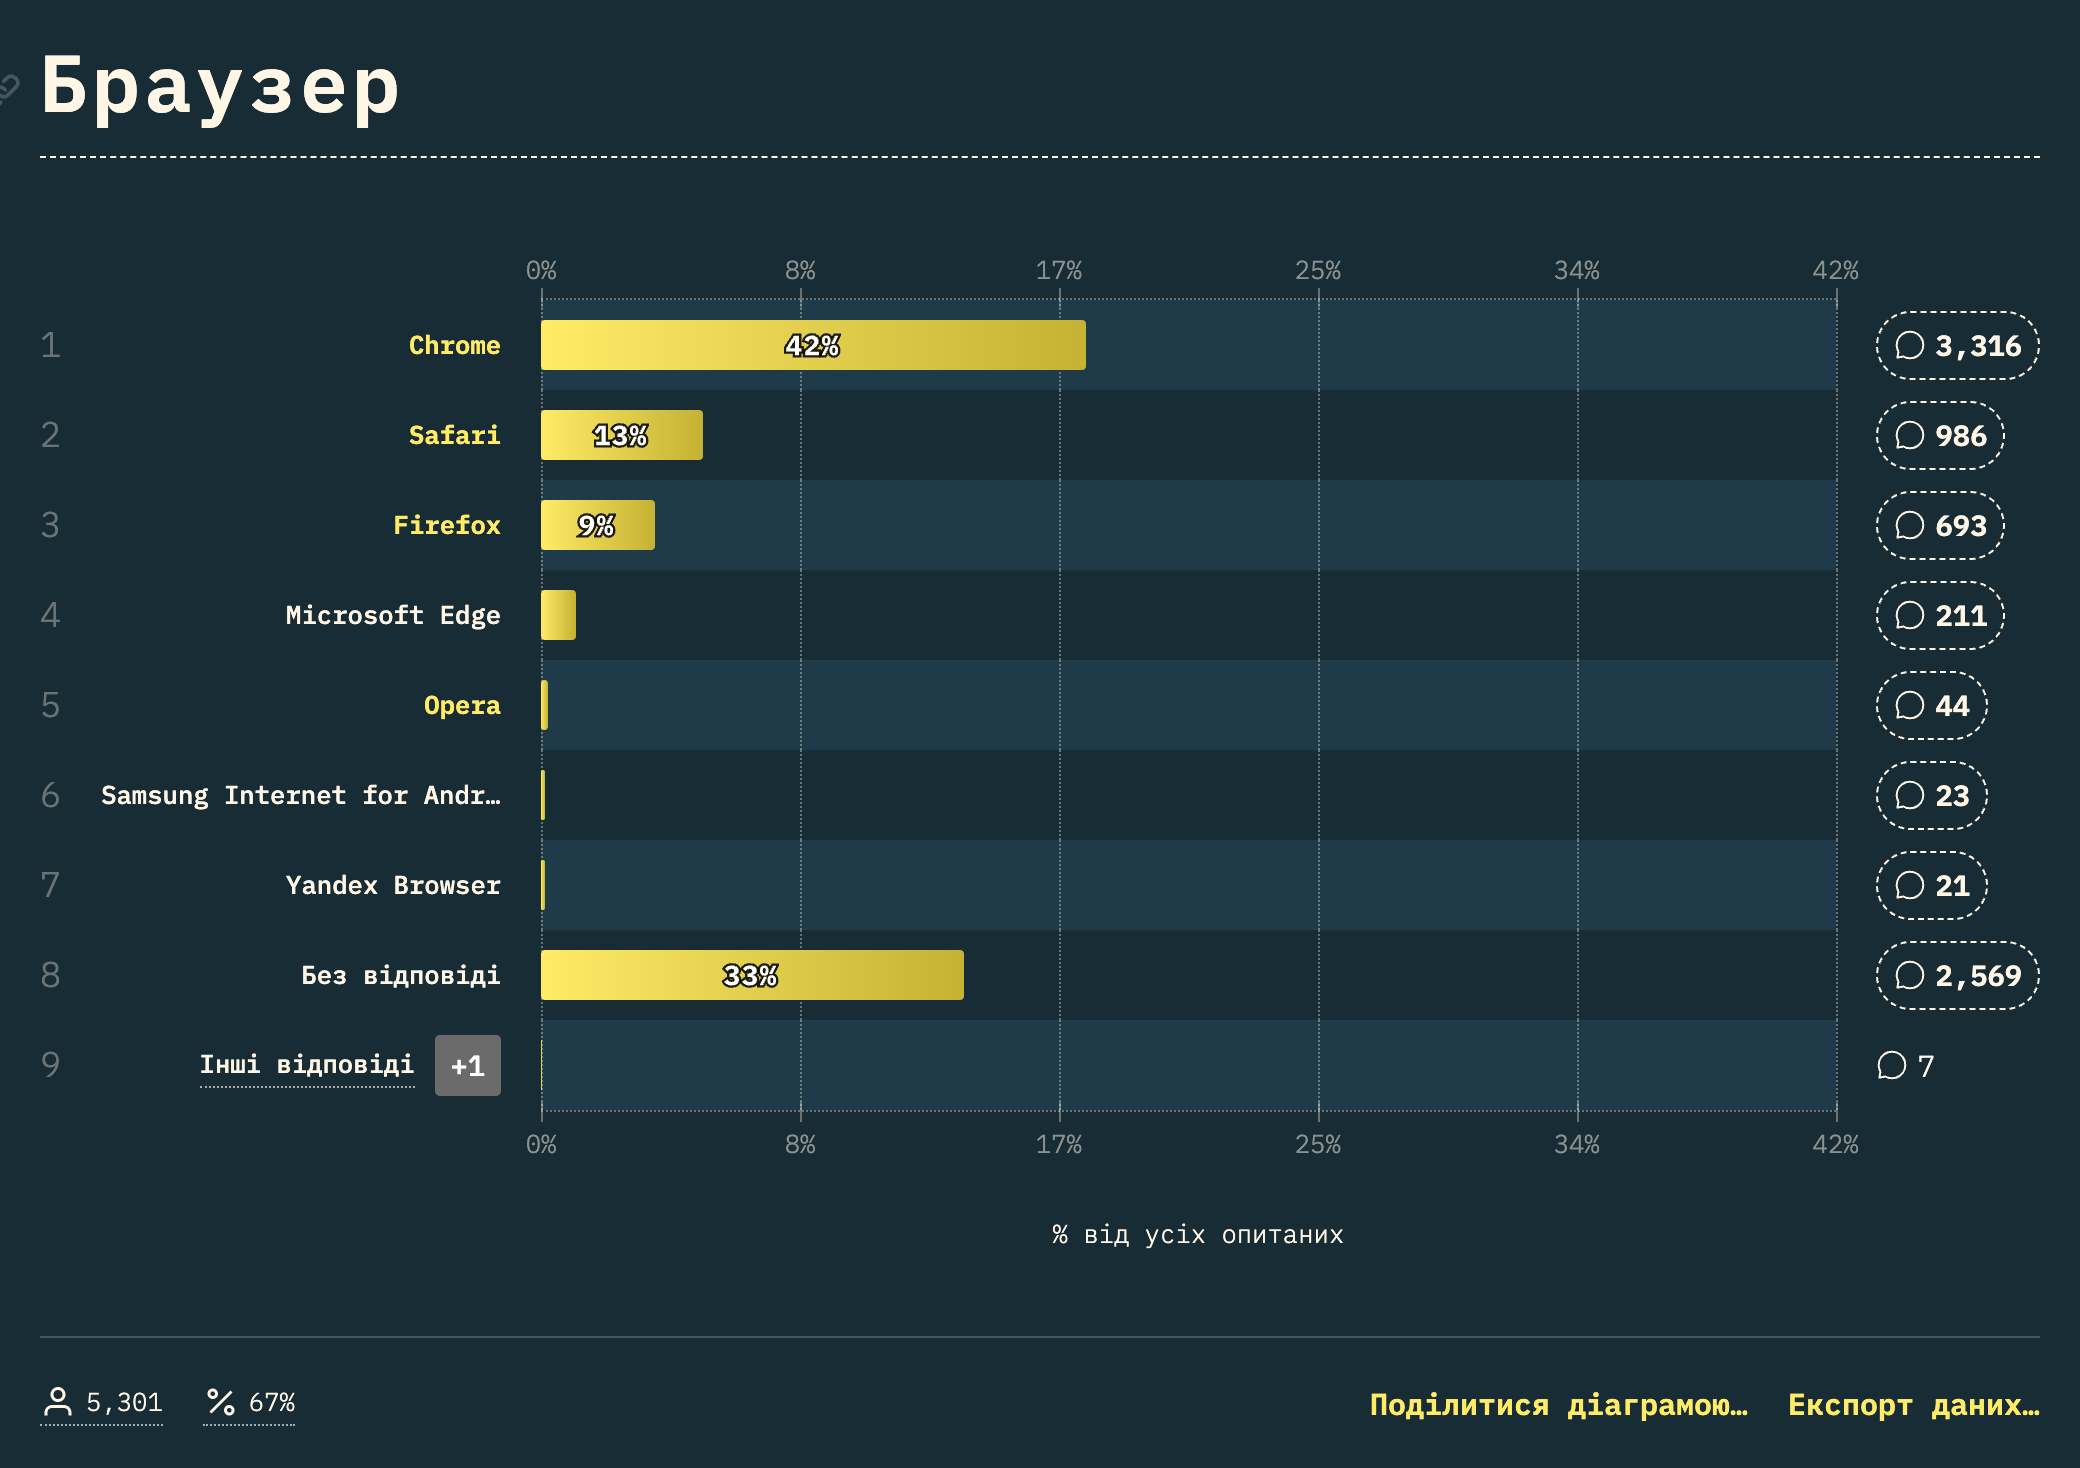 Браузер
0% 8% 17% 25% 34% 42%
1 Chrome 42% 3,316
2 Safari 13% 986
3 Firefox 9% 693
4 Microsoft Edge 211
5 Opera 44
6 Samsung Internet for Andr… 23
7 Yandex Browser 21
8 Без відповіді 33% 2,569
9 Інші відповіді +1 7
0% 8% 17% 25% 34% 42%
% від усіх опитаних
5,301 67% Поділитися діаграмою… Експорт даних…